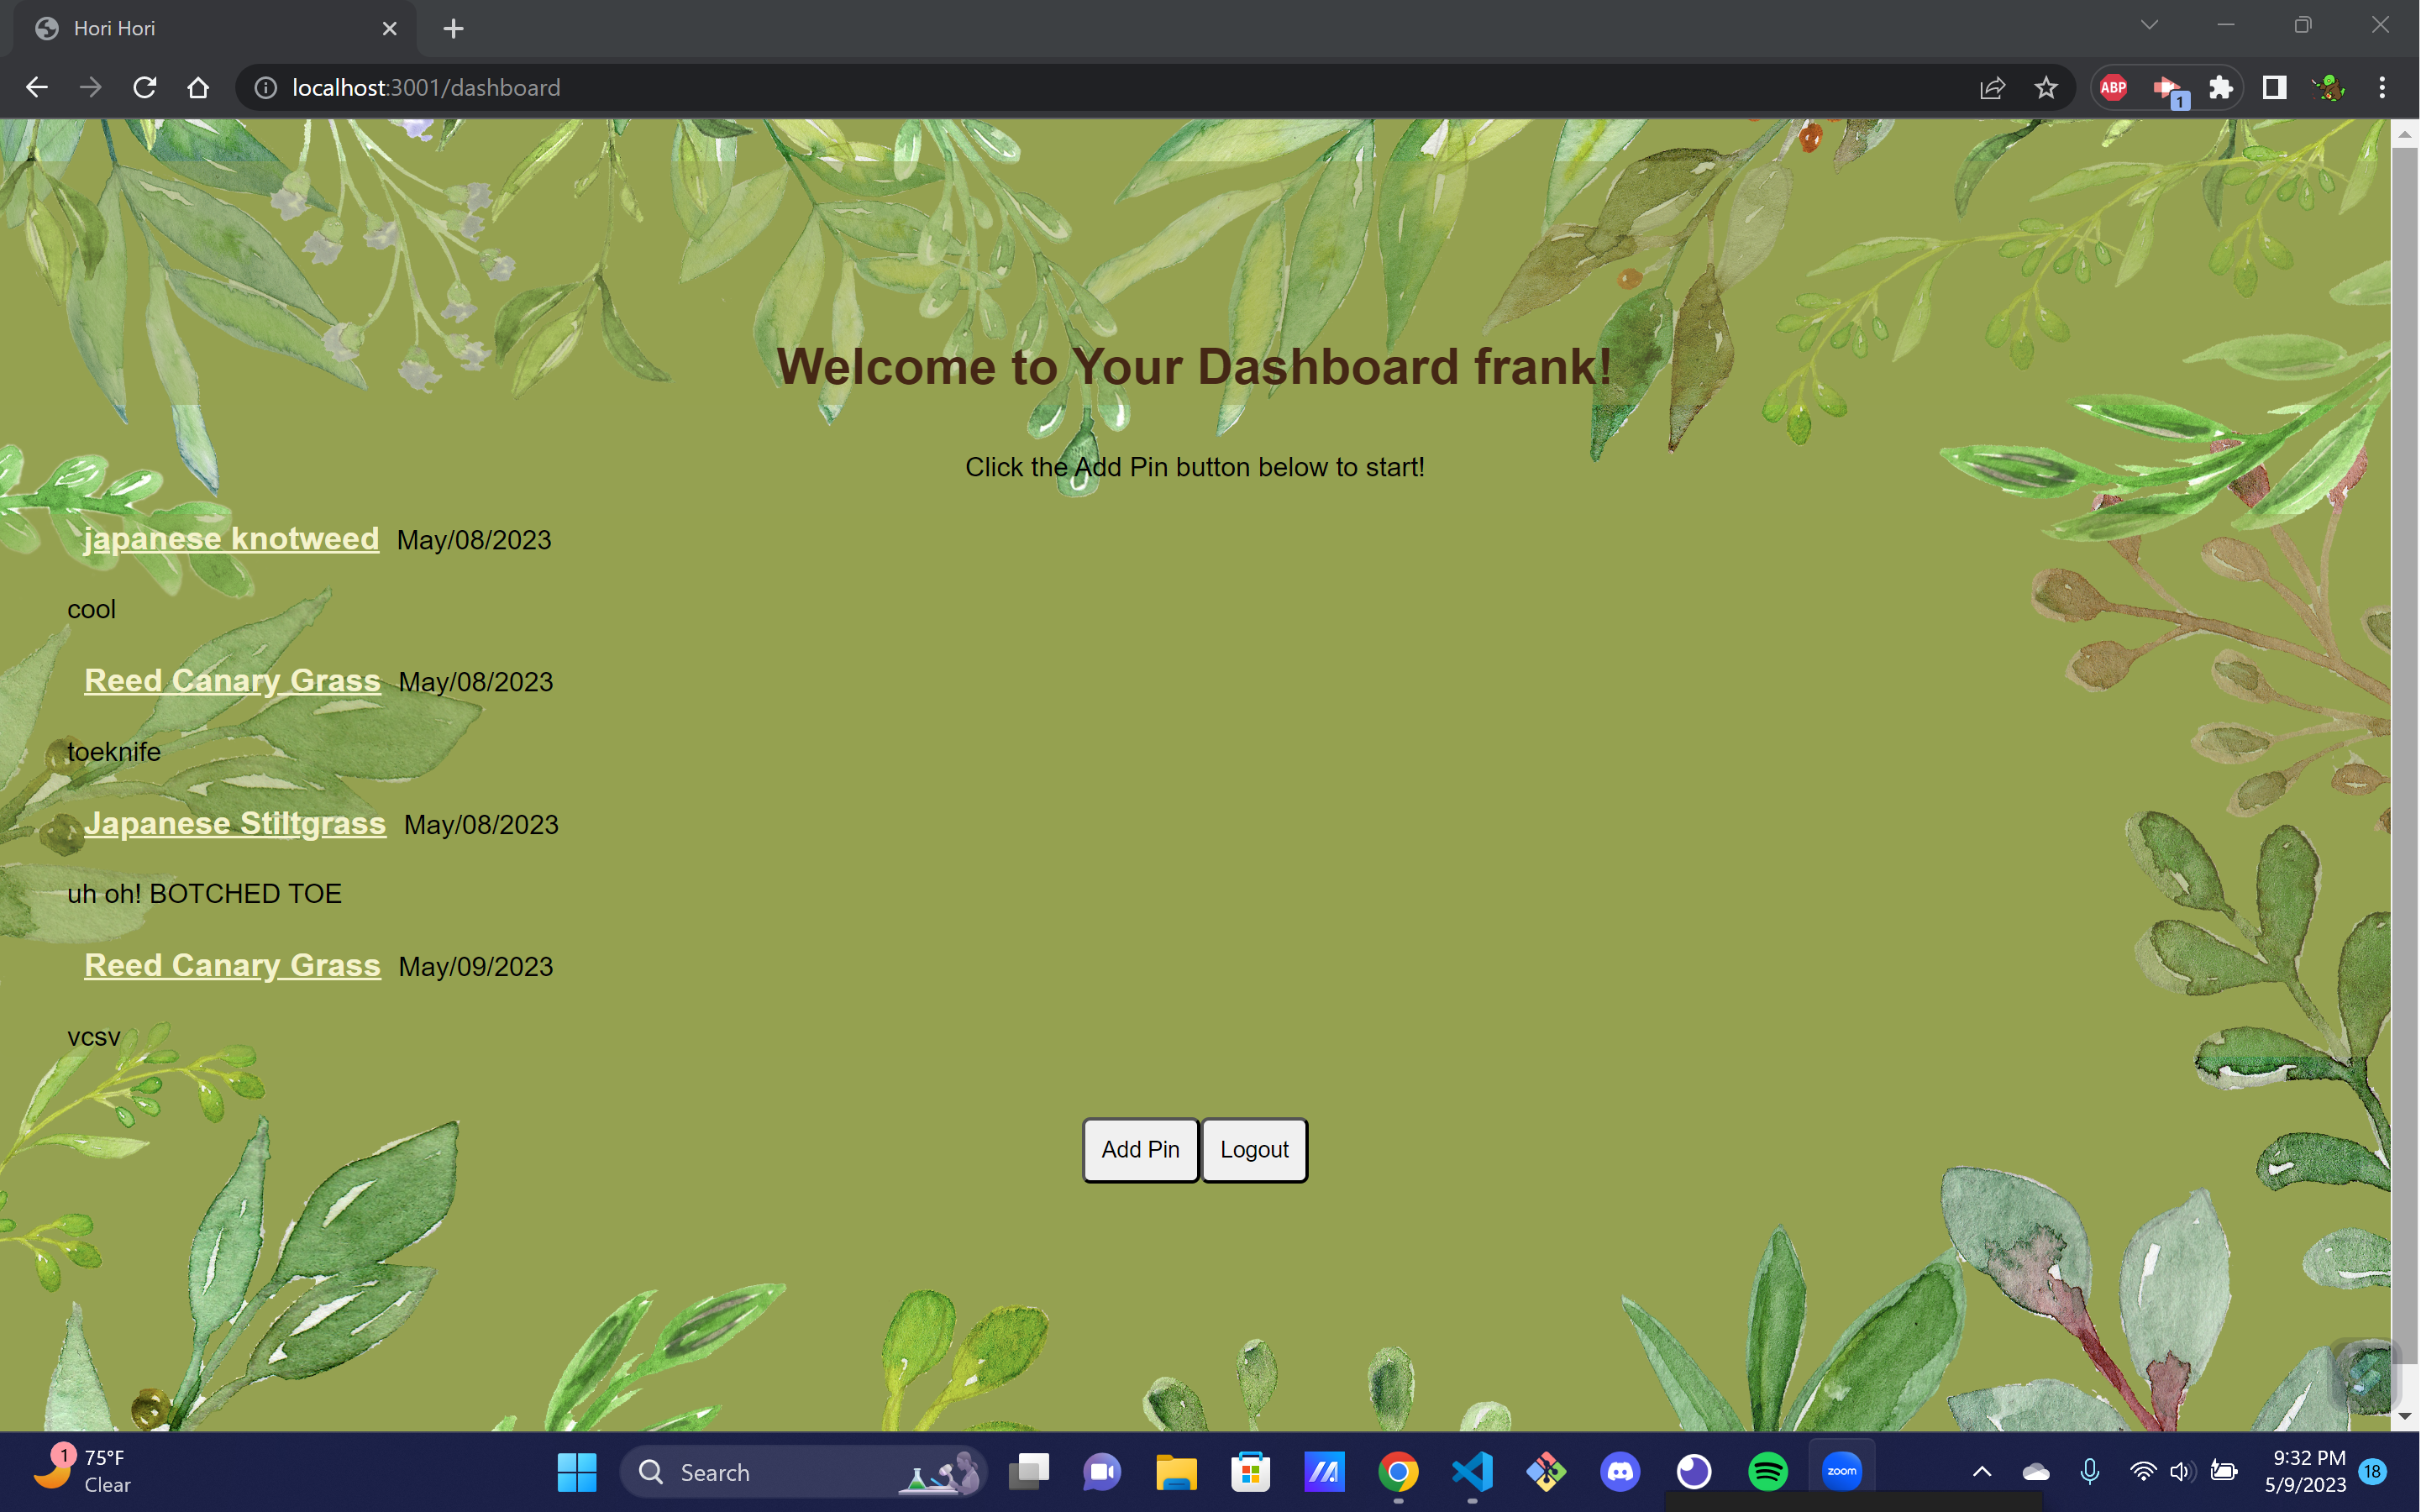 Hori Hori
localhost:3001/dashboard
ABP
1
Welcome to Your Dashboard frank!
Click the Add Pin button below to start!
japanese knotweed May/08/2023
cool
Reed Canary Grass May/08/2023
toeknife
Japanese Stiltgrass May/08/2023
uh oh! BOTCHED TOE
Reed Canary Grass May/09/2023
vcsv
Add Pin Logout
1
75°F
Clear
Search
zoom
9:32 PM
5/9/2023
18